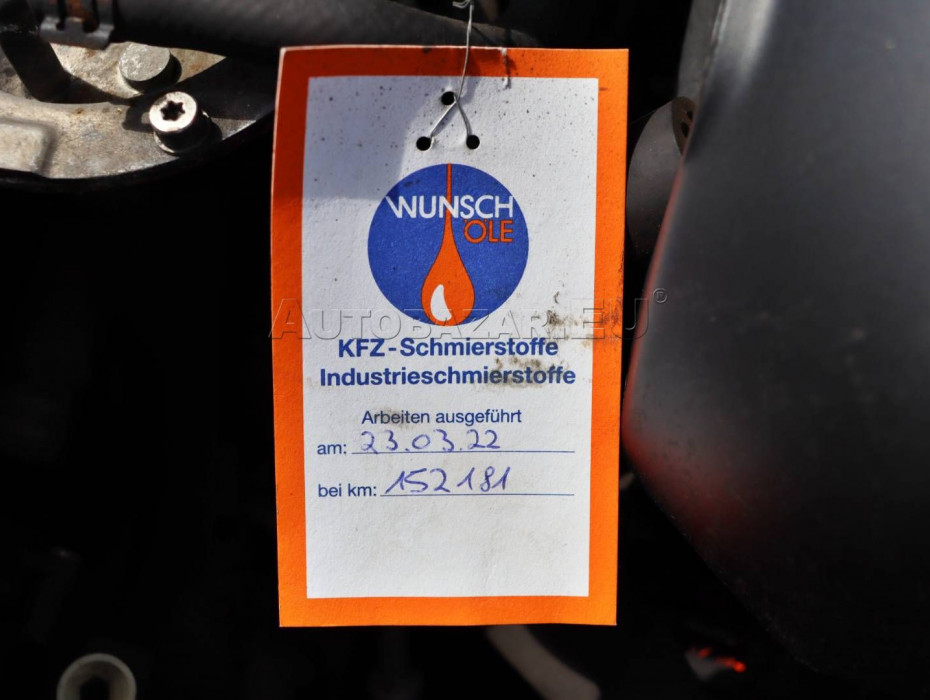 WUNSCH
ÖLE
AUTOBAZAR.EU©
KFZ-Schmierstoffe
Industrieschmierstoffe
Arbeiten ausgeführt
am: 23.03.22
bei km: 152181